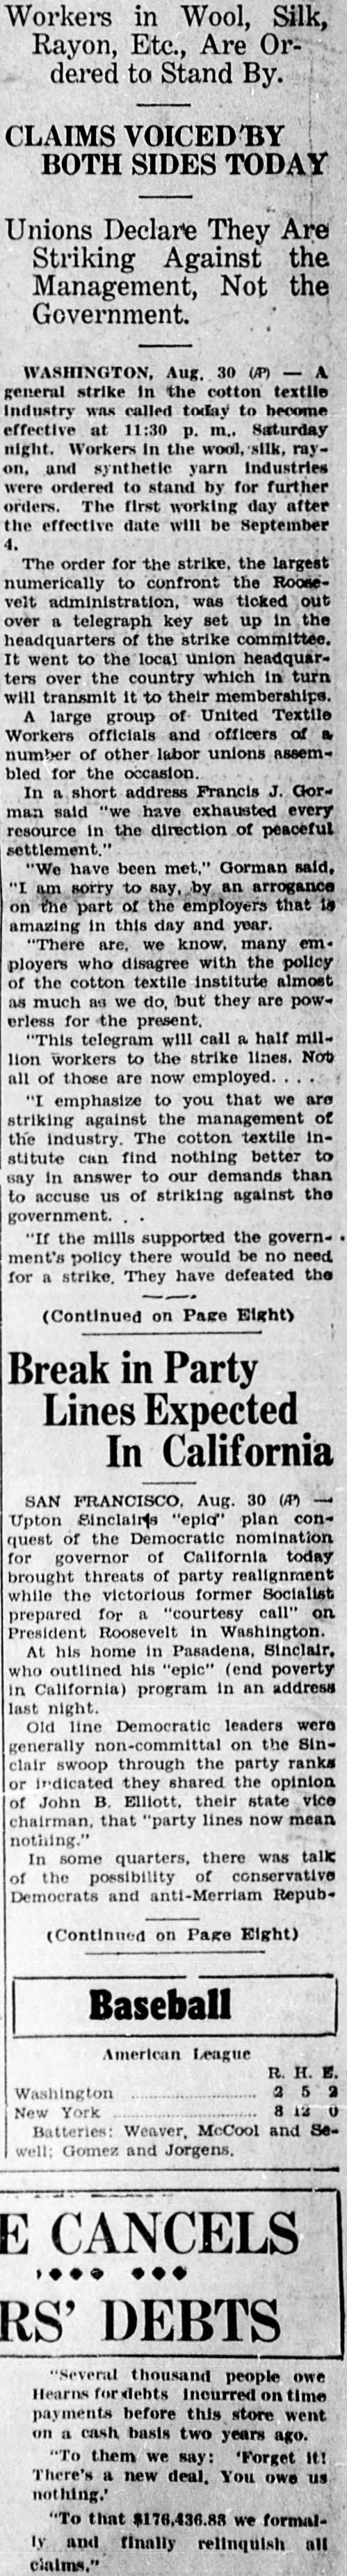 Workers in Wool, Silk,
Rayon, Etc., Are Or-
dered to Stand By.
CLAIMS VOICED BY
BOTH SIDES TODAY
Unions Declare They Are
Striking Against the
Management, Not the
Government.
WASHINGTON, Aug. 30 (AP) — A
general strike in the cotton textile
industry was called today to become
effective at 11:30 p. m., Saturday
night. Workers in the wool, silk, ray-
on, and synthetic yarn industries
were ordered to stand by for further
orders. The first working day after
the effective date will be September
4.
The order for the strike, the largest
numerically to confront the Roose-
velt administration, was ticked out
over a telegraph key set up in the
headquarters of the strike committee.
It went to the local union headquar-
ters over the country which in turn
will transmit it to their memberships.
A large group of United Textile
Workers officials and officers of a
number of other labor unions assem-
bled for the occasion.
In a short address Francis J. Gor-
man said "we have exhausted every
resource in the direction of peaceful
settlement."
"We have been met," Gorman said,
"I am sorry to say, by an arrogance
on the part of the employers that is
amazing in this day and year.
"There are, we know, many em-
ployers who disagree with the policy
of the cotton textile institute almost
as much as we do, but they are pow-
erless for the present.
"This telegram will call a half mil-
lion workers to the strike lines. Not
all of those are now employed. . . .
"I emphasize to you that we are
striking against the management of
the industry. The cotton textile in-
stitute can find nothing better to
say in answer to our demands than
to accuse us of striking against the
government. . .
"If the mills supported the govern-
ment's policy there would be no need
for a strike. They have defeated the
(Continued on Page Eight)
Break in Party
Lines Expected
In California
SAN FRANCISCO, Aug. 30 (AP) —
Upton Sinclair's "epic" plan con-
quest of the Democratic nomination
for governor of California today
brought threats of party realignment
while the victorious former Socialist
prepared for a "courtesy call" on
President Roosevelt in Washington.
At his home in Pasadena, Sinclair,
who outlined his "epic" (end poverty
in California) program in an address
last night.
Old line Democratic leaders were
generally non-committal on the Sin-
clair swoop through the party ranks
or indicated they shared the opinion
of John B. Elliott, their state vice
chairman, that "party lines now mean
nothing."
In some quarters, there was talk
of the possibility of conservative
Democrats and anti-Merriam Repub-
(Continued on Page Eight)
Baseball
American League
R. H. E.
Washington .......................... 2 5 2
New York .............................. 8 12 0
Batteries: Weaver, McCool and Se-
well; Gomez and Jorgens.
E CANCELS
RS' DEBTS
"Several thousand people owe
Hearns for debts incurred on time
payments before this store went
on a cash basis two years ago.
"To them we say: 'Forget it!
There's a new deal. You owe us
nothing.'
"To that $176,436.88 we formal-
ly and finally relinquish all
claims."